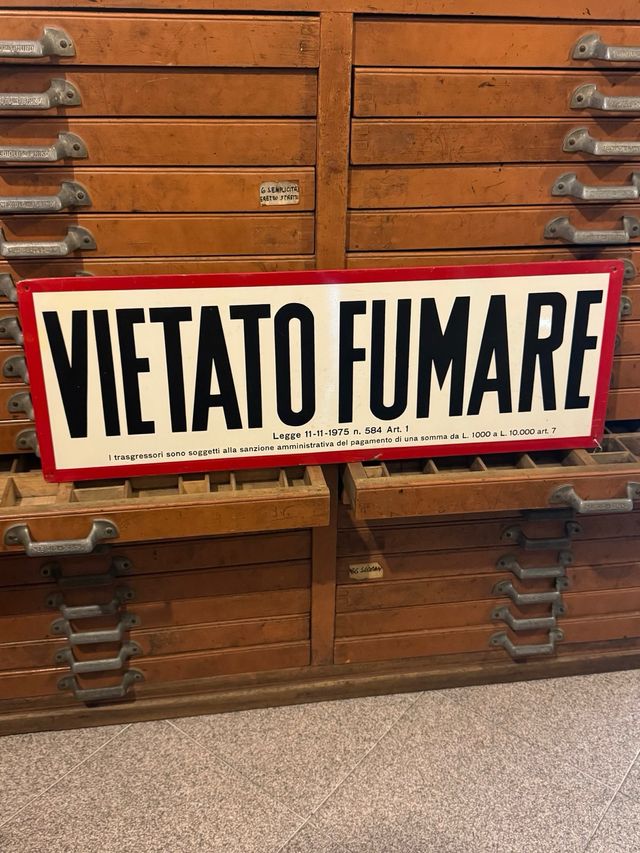 G. SEMPLICITA'
VIETATO FUMARE
Legge 11-11-1975 n. 584 Art. 1
I trasgressori sono soggetti alla sanzione amministrativa del pagamento di una somma da L. 1000 a L. 10.000 art. 7